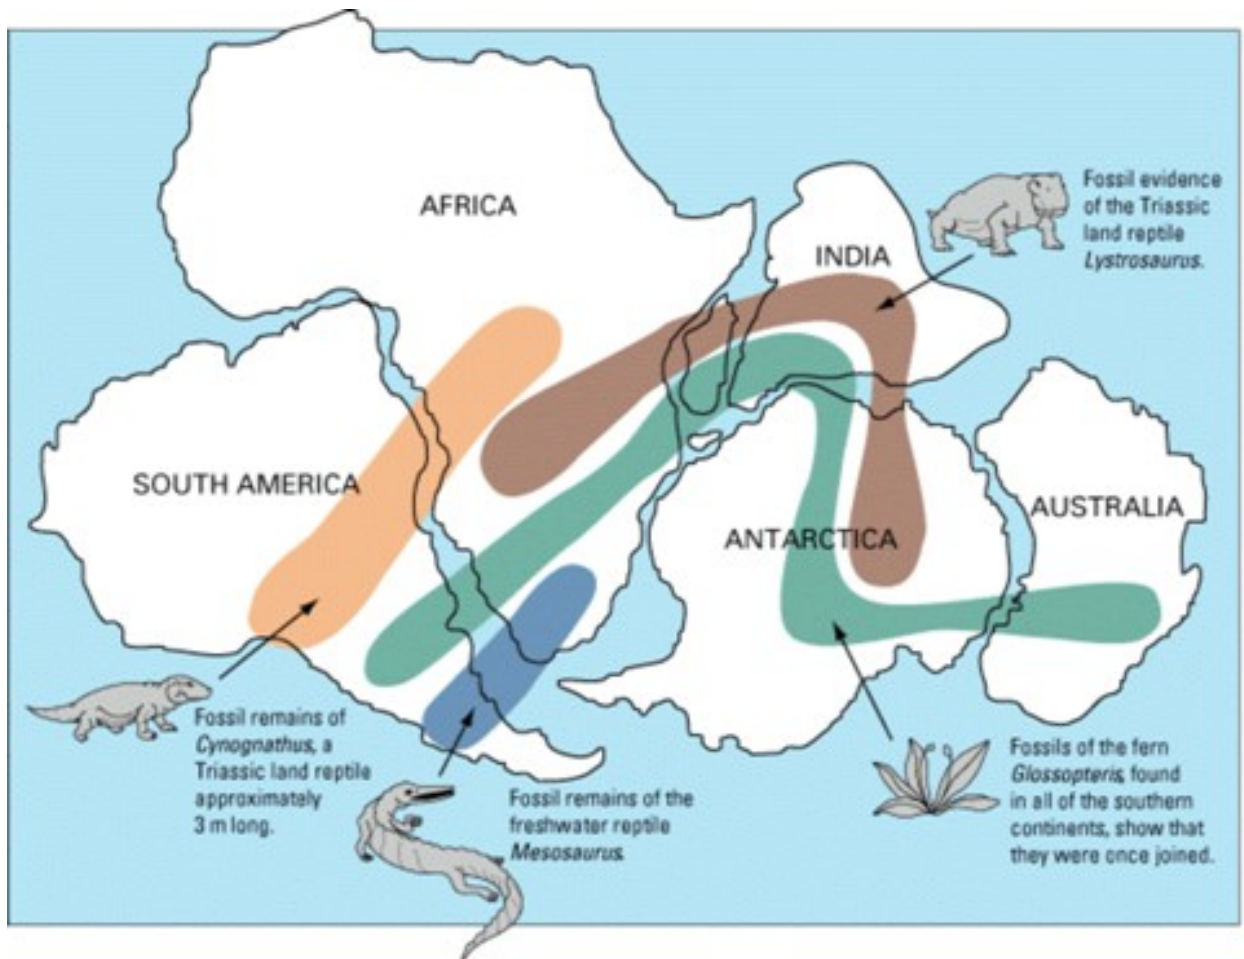 AFRICA
INDIA
Fossil evidence
of the Triassic
land reptile
Lystrosaurus.
SOUTH AMERICA
ANTARCTICA
AUSTRALIA
Fossil remains of
Cynognathus, a
Triassic land reptile
approximately
3 m long.
Fossil remains of the
freshwater reptile
Mesosaurus.
Fossils of the fern
Glossopteris, found
in all of the southern
continents, show that
they were once joined.